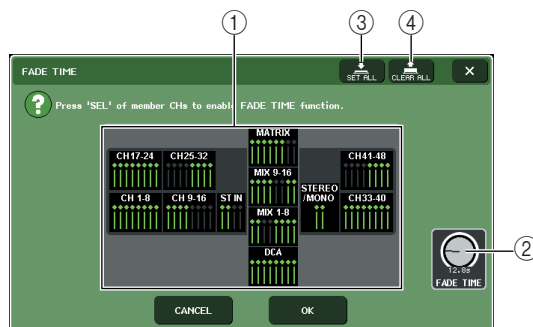 ① ③ ④
FADE TIME
SET ALL
CLEAR ALL
Press 'SEL' of member CHs to enable FADE TIME function.
MATRIX
CH17-24 CH25-32 CH41-48
MIX 9-16
STEREO
/MONO
CH 1-8 CH 9-16 ST IN CH33-40
MIX 1-8
DCA
②
12.8s
FADE TIME
CANCEL OK